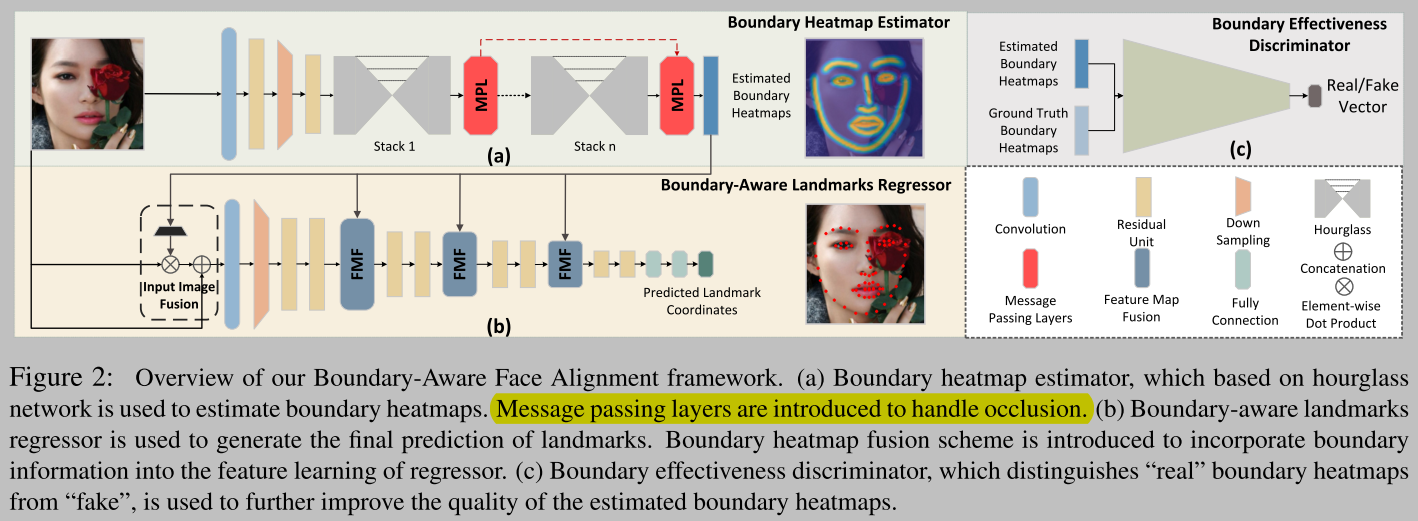 Boundary Heatmap Estimator
MPL
MPL
Estimated
Boundary
Heatmaps
Stack 1
Stack n
(a)
Boundary Effectiveness
Discriminator
Estimated
Boundary
Heatmaps
Ground Truth
Boundary
Heatmaps
Real/Fake
Vector
(c)
Boundary-Aware Landmarks Regressor
Input Image
Fusion
FMF
FMF
FMF
Predicted Landmark
Coordinates
(b)
Convolution
Residual
Unit
Down
Sampling
Hourglass
Message
Passing Layers
Feature Map
Fusion
Fully
Connection
Concatenation
Element-wise
Dot Product
Figure 2: Overview of our Boundary-Aware Face Alignment framework. (a) Boundary heatmap estimator, which based on hourglass
network is used to estimate boundary heatmaps. Message passing layers are introduced to handle occlusion. (b) Boundary-aware landmarks
regressor is used to generate the final prediction of landmarks. Boundary heatmap fusion scheme is introduced to incorporate boundary
information into the feature learning of regressor. (c) Boundary effectiveness discriminator, which distinguishes “real” boundary heatmaps
from “fake”, is used to further improve the quality of the estimated boundary heatmaps.